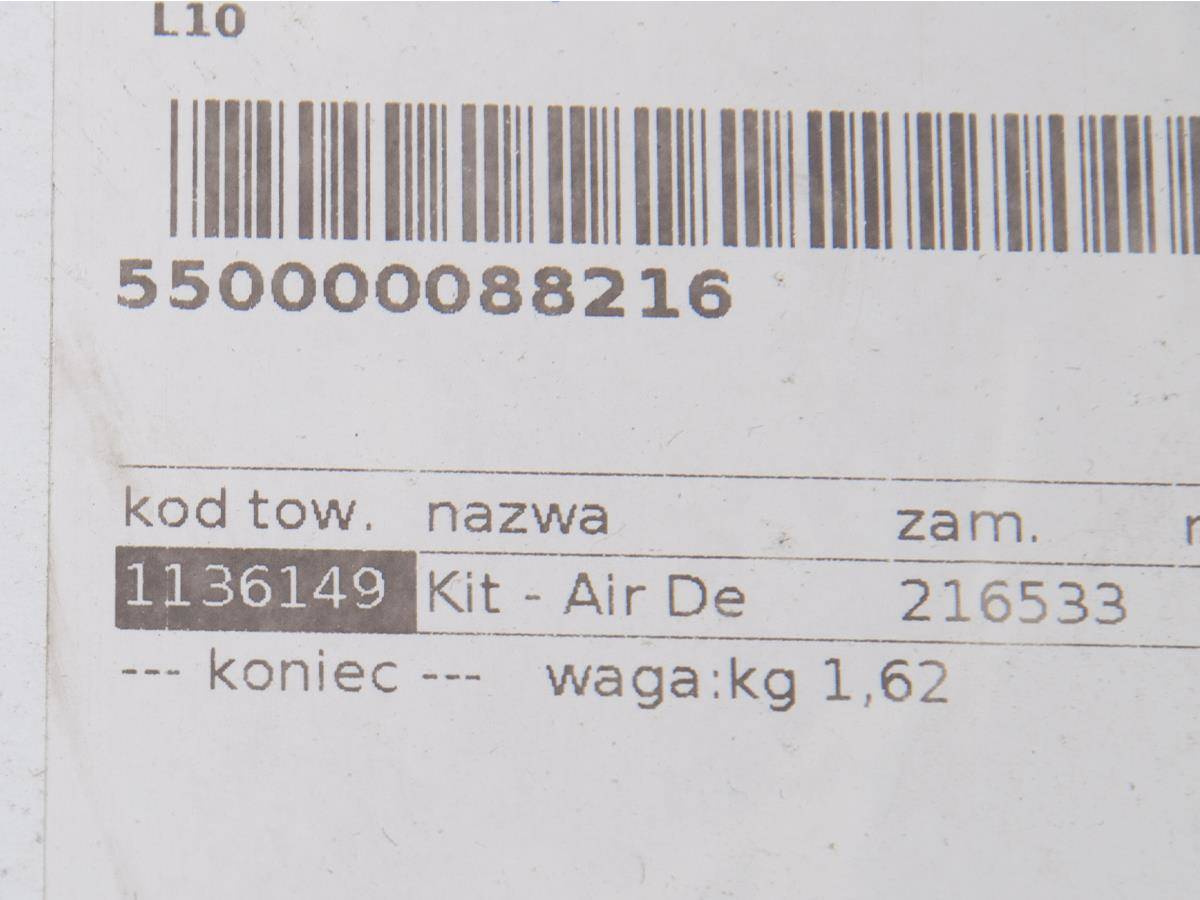 L10
550000088216
kod tow. nazwa zam.
1136149 Kit - Air De 216533
--- koniec --- waga:kg 1,62